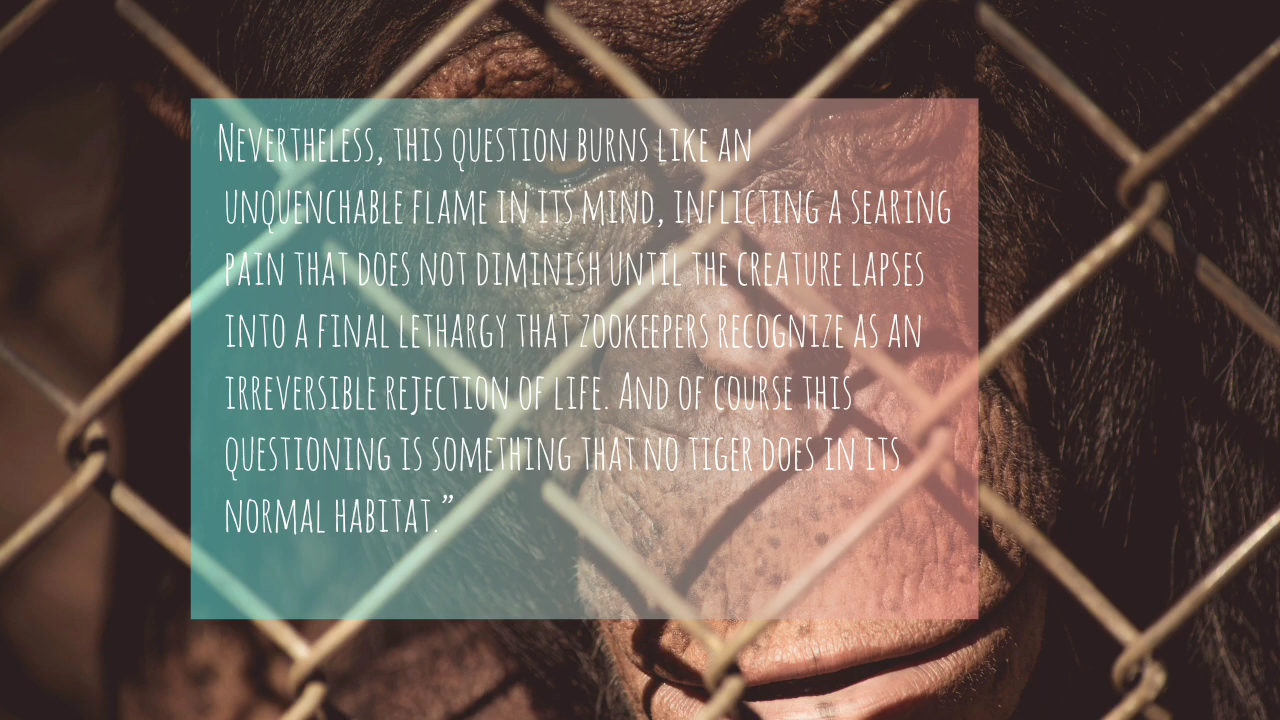 Nevertheless, this question burns like an
unquenchable flame in its mind, inflicting a searing
pain that does not diminish until the creature lapses
into a final lethargy that zookeepers recognize as an
irreversible rejection of life. And of course this
questioning is something that no tiger does in its
normal habitat.”